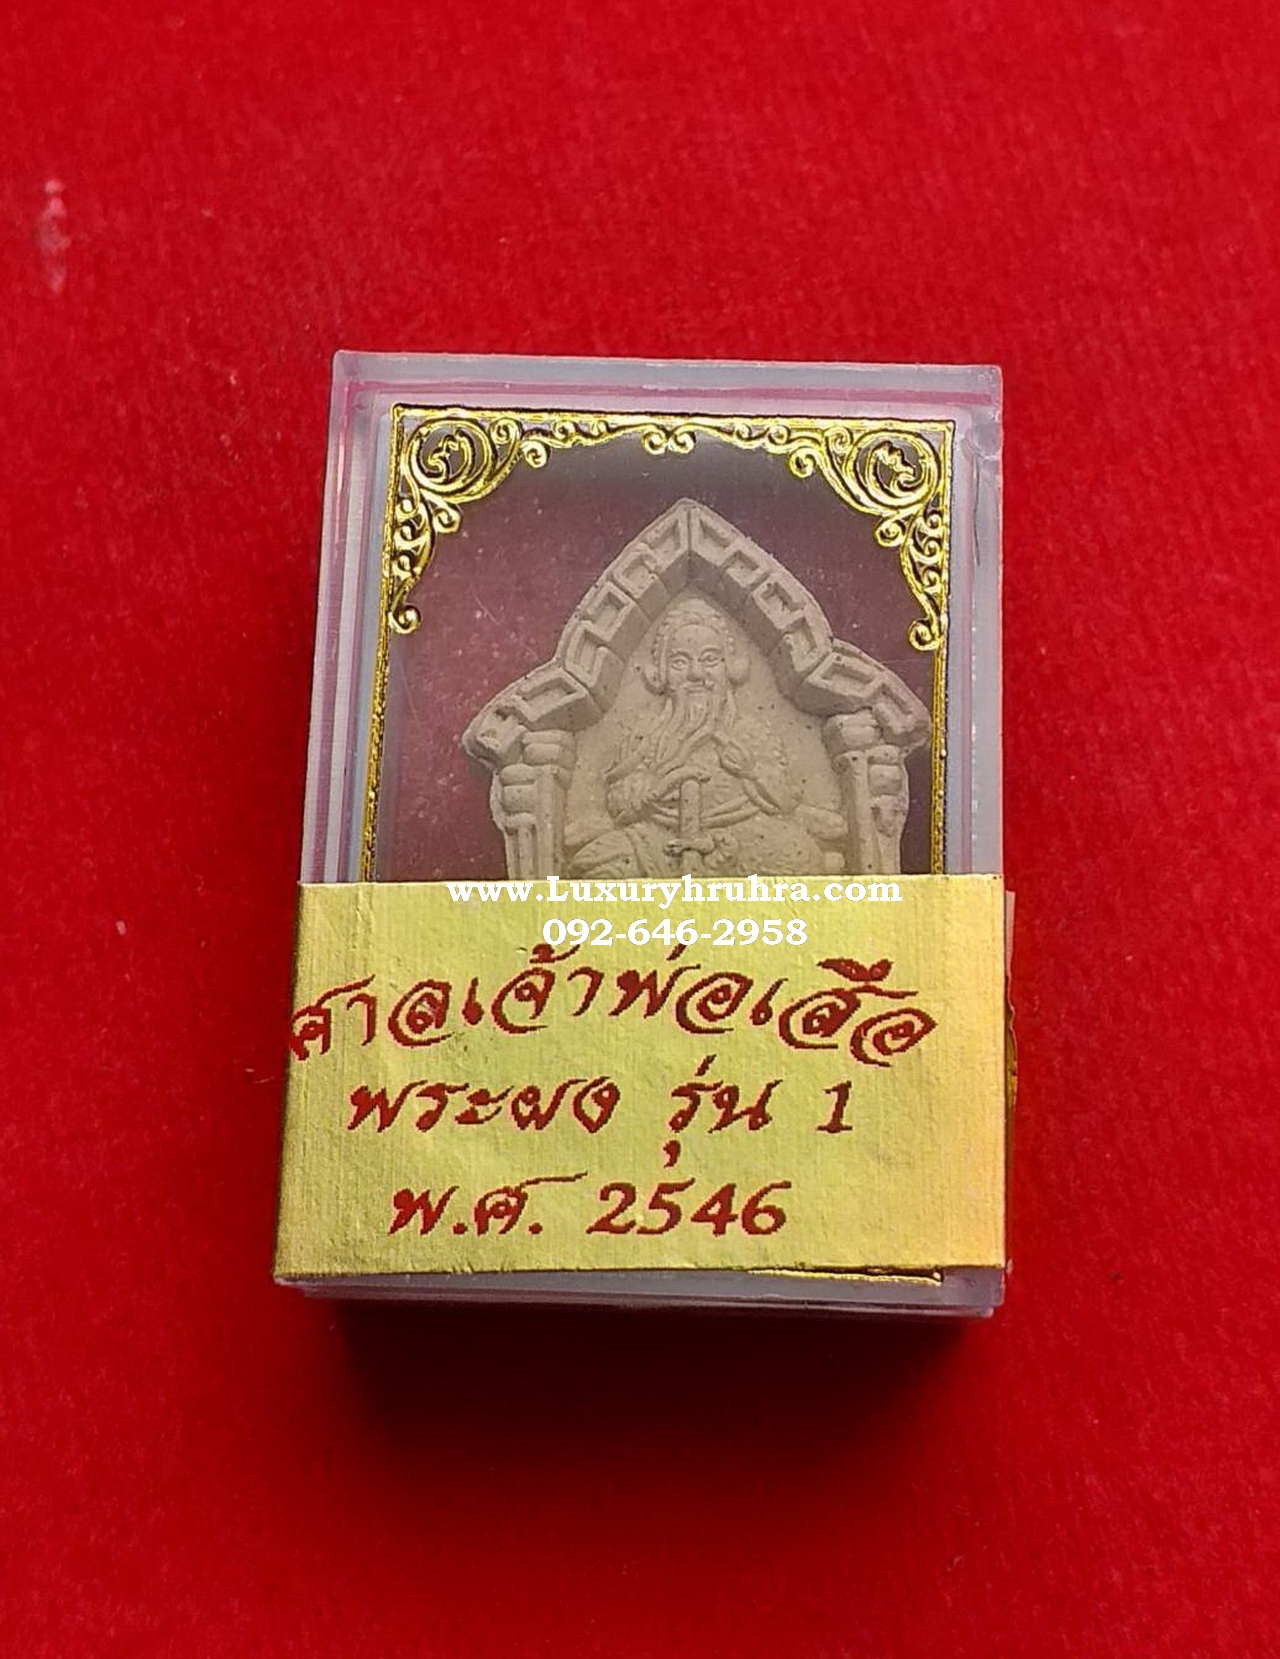 www.Luxuryhruhra.com
092-646-2958
ศาลเจ้าพ่อเสือ
พระผง รุ่น 1
พ.ศ. 2546